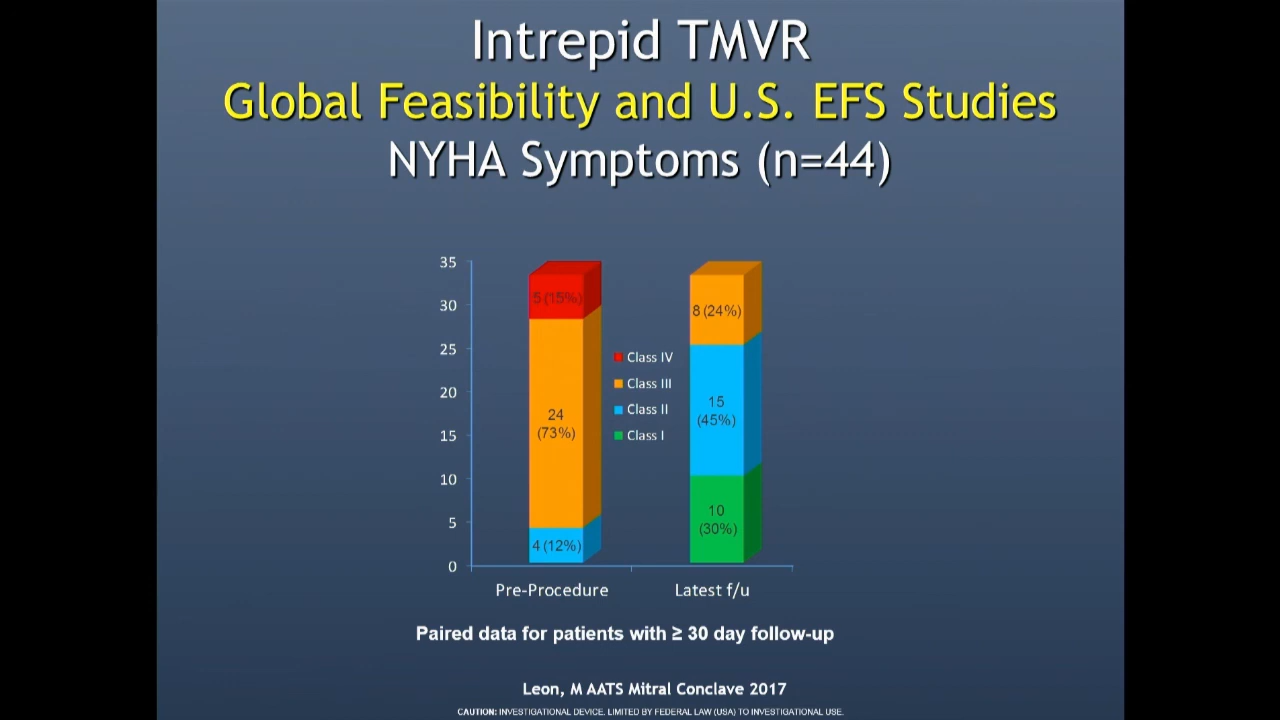 Intrepid TMVR
Global Feasibility and U.S. EFS Studies
NYHA Symptoms (n=44)
35
30
25
20
15
10
5
0
5 (15%)
24
(73%)
4 (12%)
Class IV
Class III
Class II
Class I
8 (24%)
15
(45%)
10
(30%)
Pre-Procedure
Latest f/u
Paired data for patients with ≥ 30 day follow-up
Leon, M AATS Mitral Conclave 2017
CAUTION: INVESTIGATIONAL DEVICE. LIMITED BY FEDERAL LAW (USA) TO INVESTIGATIONAL USE.